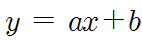 y = ax+b